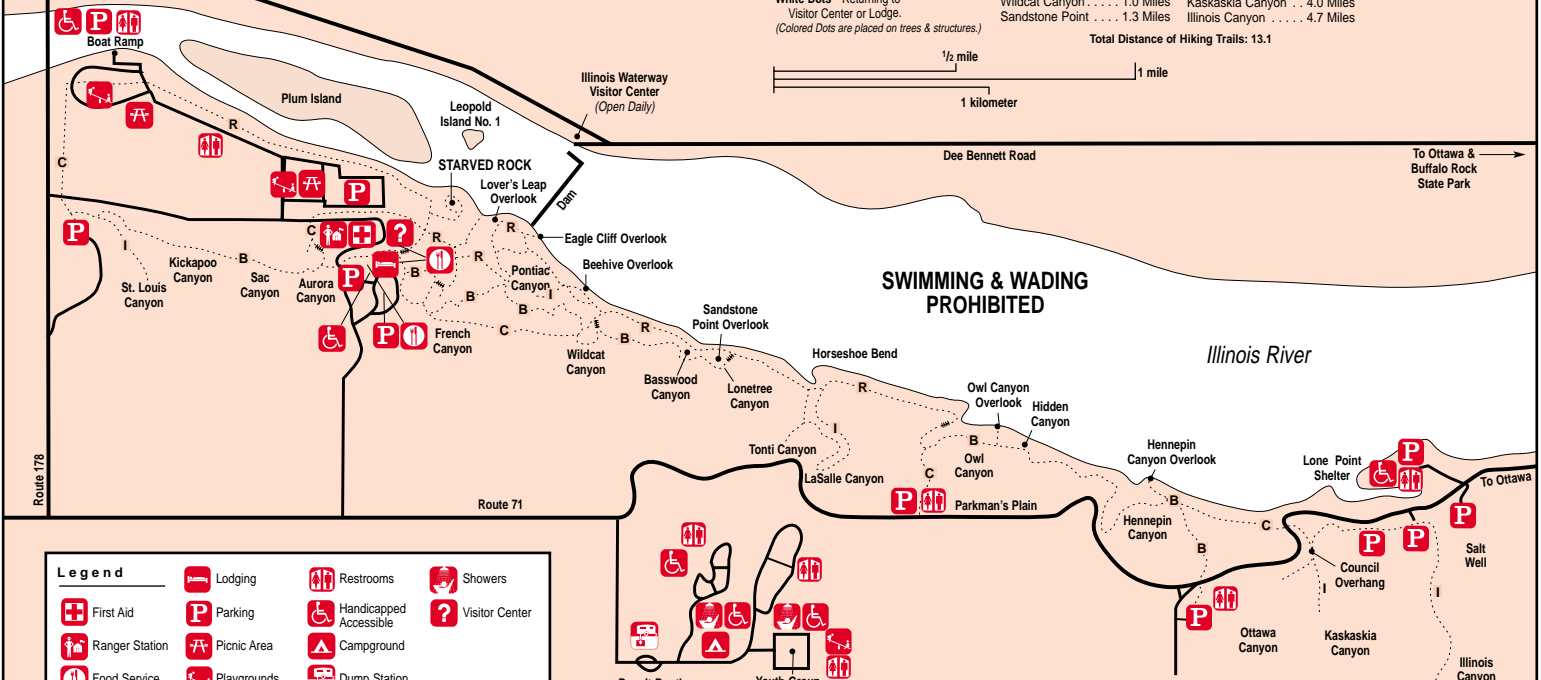 White Dots - Returning to
Visitor Center or Lodge.
(Colored Dots are placed on trees & structures.)
Wildcat Canyon . . . . . 1.0 Miles
Sandstone Point . . . . 1.3 Miles
Kaskaskia Canyon . . 4.0 Miles
Illinois Canyon . . . . . 4.7 Miles
Total Distance of Hiking Trails: 13.1
1/2 mile
1 mile
1 kilometer
P
Boat Ramp
Plum Island
Leopold
Island No. 1
Illinois Waterway
Visitor Center
(Open Daily)
Dee Bennett Road
To Ottawa &
Buffalo Rock
State Park
R
C
STARVED ROCK
Lover's Leap
Overlook
Dam
P
P
C
?
R
R
R
Eagle Cliff Overlook
Beehive Overlook
I
B
Kickapoo
Canyon
St. Louis
Canyon
Sac
Canyon
Aurora
Canyon
P
B
B
Pontiac
Canyon
I
B
C
P
French
Canyon
Wildcat
Canyon
B
R
Sandstone
Point Overlook
Basswood
Canyon
Lonetree
Canyon
SWIMMING & WADING
PROHIBITED
Illinois River
Horseshoe Bend
R
I
Tonti Canyon
LaSalle Canyon
Owl Canyon
Overlook
Hidden
Canyon
B
Owl
Canyon
C
P
Parkman's Plain
Hennepin
Canyon Overlook
B
Hennepin
Canyon
B
C
Lone Point
Shelter
P
To Ottawa
P
P
P
Salt
Well
Council
Overhang
I
I
P
Ottawa
Canyon
Kaskaskia
Canyon
Illinois
Canyon
Route 178
Route 71
Youth Group
Legend
First Aid
Ranger Station
Food Service
Lodging
P
Parking
Picnic Area
Playgrounds
Restrooms
Handicapped
Accessible
Campground
Dump Station
Showers
?
Visitor Center